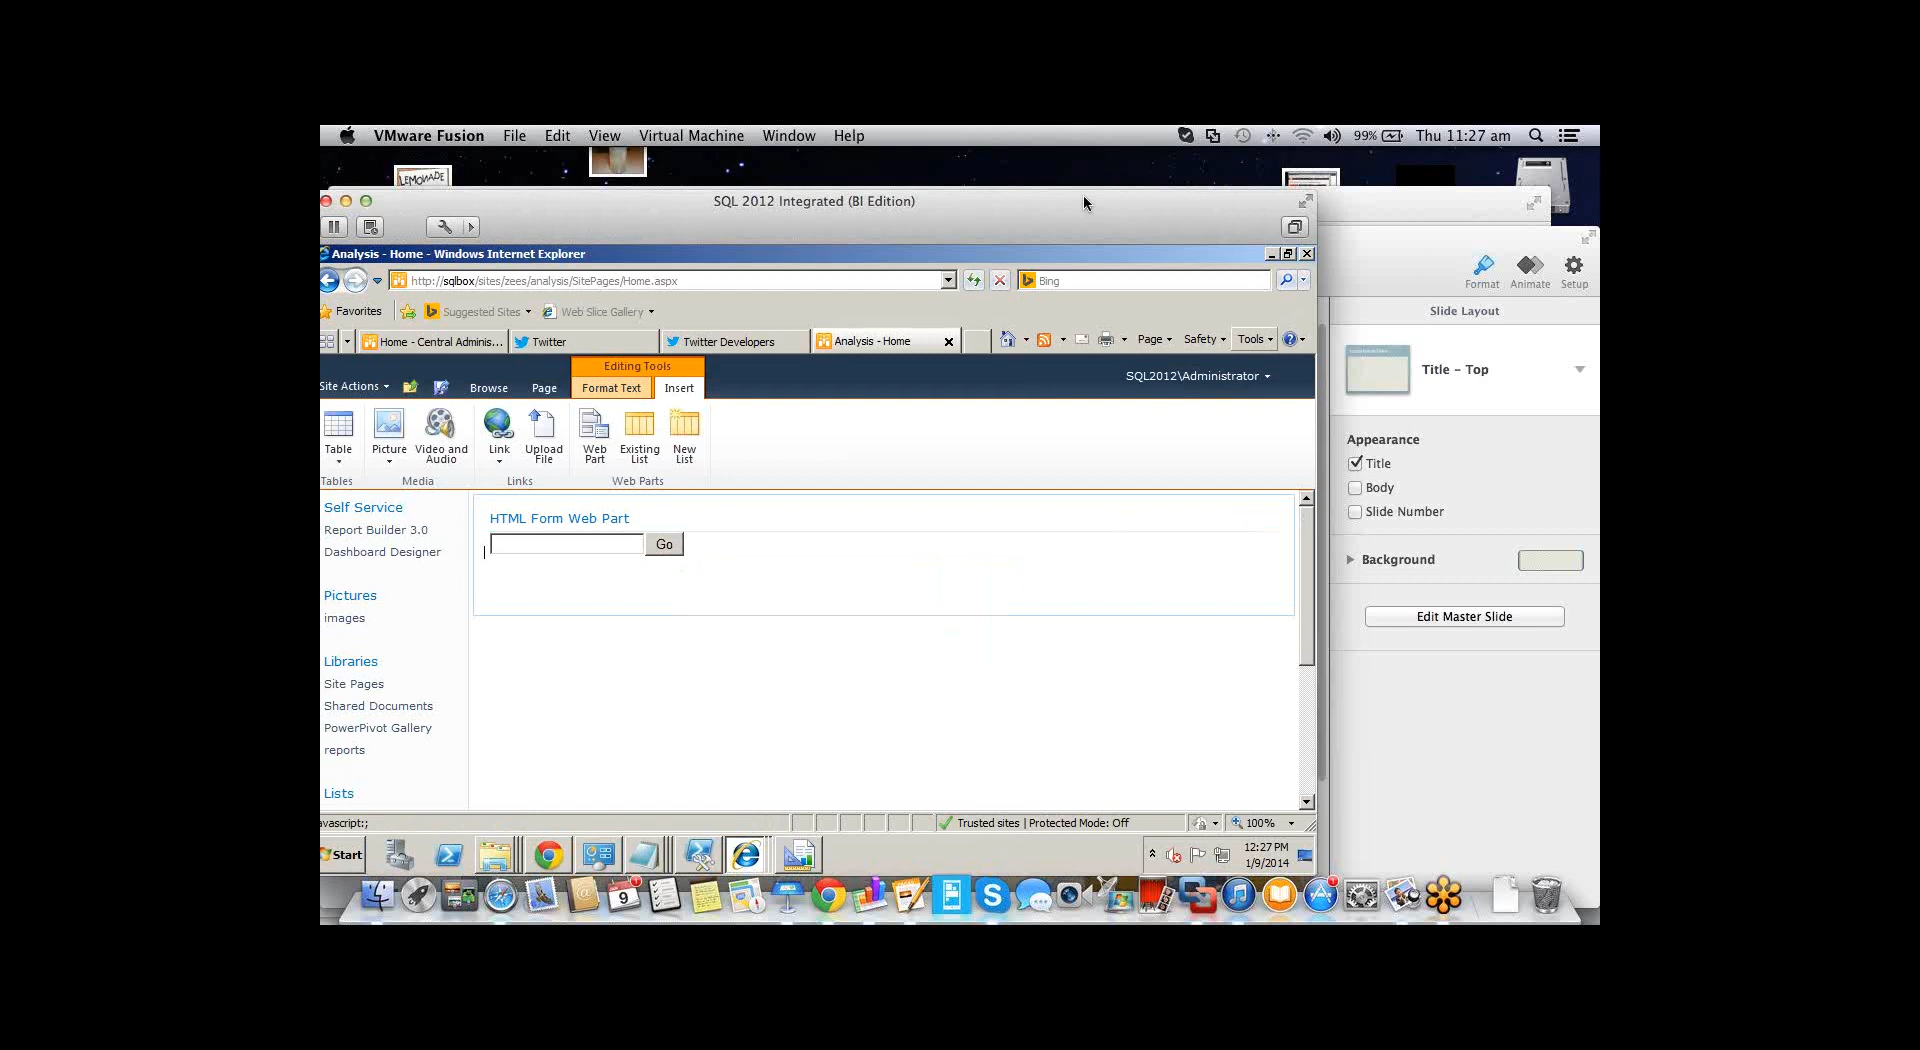 VMware Fusion File Edit View Virtual Machine Window Help 99% Thu 11:27 am
LEMONADE
SQL 2012 Integrated (BI Edition)
Analysis - Home - Windows Internet Explorer
http://sqlbox/sites/zees/analysis/SitePages/Home.aspx Bing
Favorites Suggested Sites Web Slice Gallery
Home - Central Adminis... Twitter Twitter Developers Analysis - Home Page Safety Tools
Editing Tools
Site Actions Browse Page Format Text Insert SQL2012\Administrator
Table Picture Video and Audio Link Upload File Web Part Existing List New List
Tables Media Links Web Parts
Self Service
Report Builder 3.0
Dashboard Designer
Pictures
images
Libraries
Site Pages
Shared Documents
PowerPivot Gallery
reports
Lists
HTML Form Web Part
Go
avascript:; Trusted sites | Protected Mode: Off 100%
Start 12:27 PM
1/9/2014
9
Format Animate Setup
Slide Layout
Title - Top
Appearance
Title
Body
Slide Number
Background
Edit Master Slide